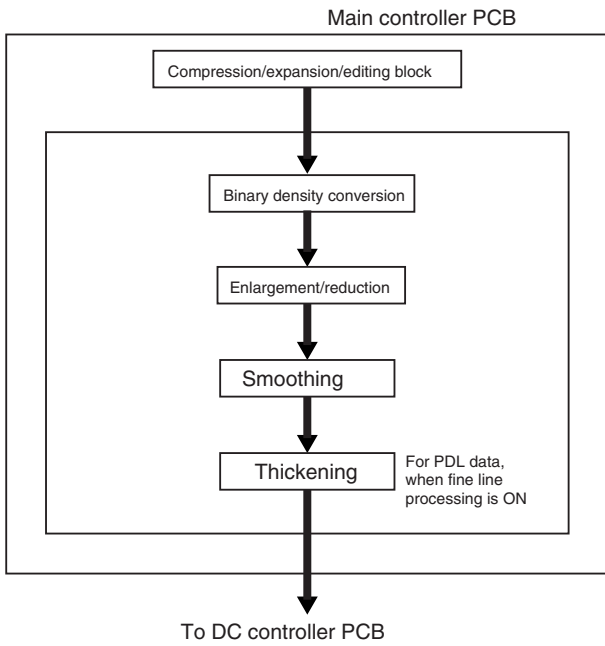 Main controller PCB
Compression/expansion/editing block
Binary density conversion
Enlargement/reduction
Smoothing
Thickening
For PDL data,
when fine line
processing is ON
To DC controller PCB